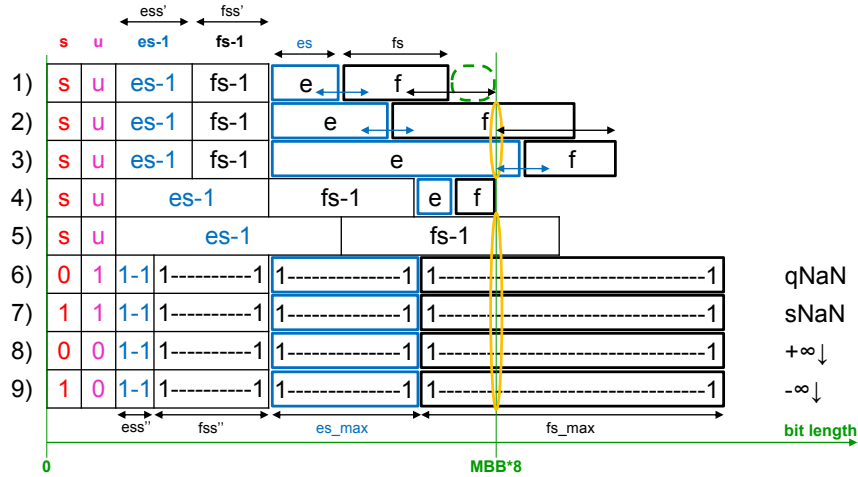 ess' fss'
s u es-1 fs-1 es fs
1) s u es-1 fs-1 e f
2) s u es-1 fs-1 e f
3) s u es-1 fs-1 e f
4) s u es-1 fs-1 e f
5) s u es-1 fs-1
6) 0 1 1-1 1----------1 1--------------1 1----------------------------------1 qNaN
7) 1 1 1-1 1----------1 1--------------1 1----------------------------------1 sNaN
8) 0 0 1-1 1----------1 1--------------1 1----------------------------------1 +∞↓
9) 1 0 1-1 1----------1 1--------------1 1----------------------------------1 -∞↓
ess'' fss'' es_max fs_max bit length
0 MBB*8